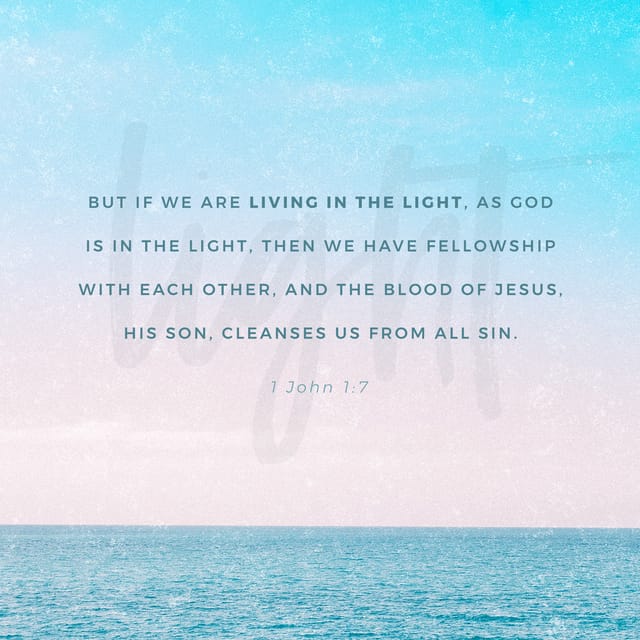 light
BUT IF WE ARE LIVING IN THE LIGHT, AS GOD
IS IN THE LIGHT, THEN WE HAVE FELLOWSHIP
WITH EACH OTHER, AND THE BLOOD OF JESUS,
HIS SON, CLEANSES US FROM ALL SIN.
1 John 1:7